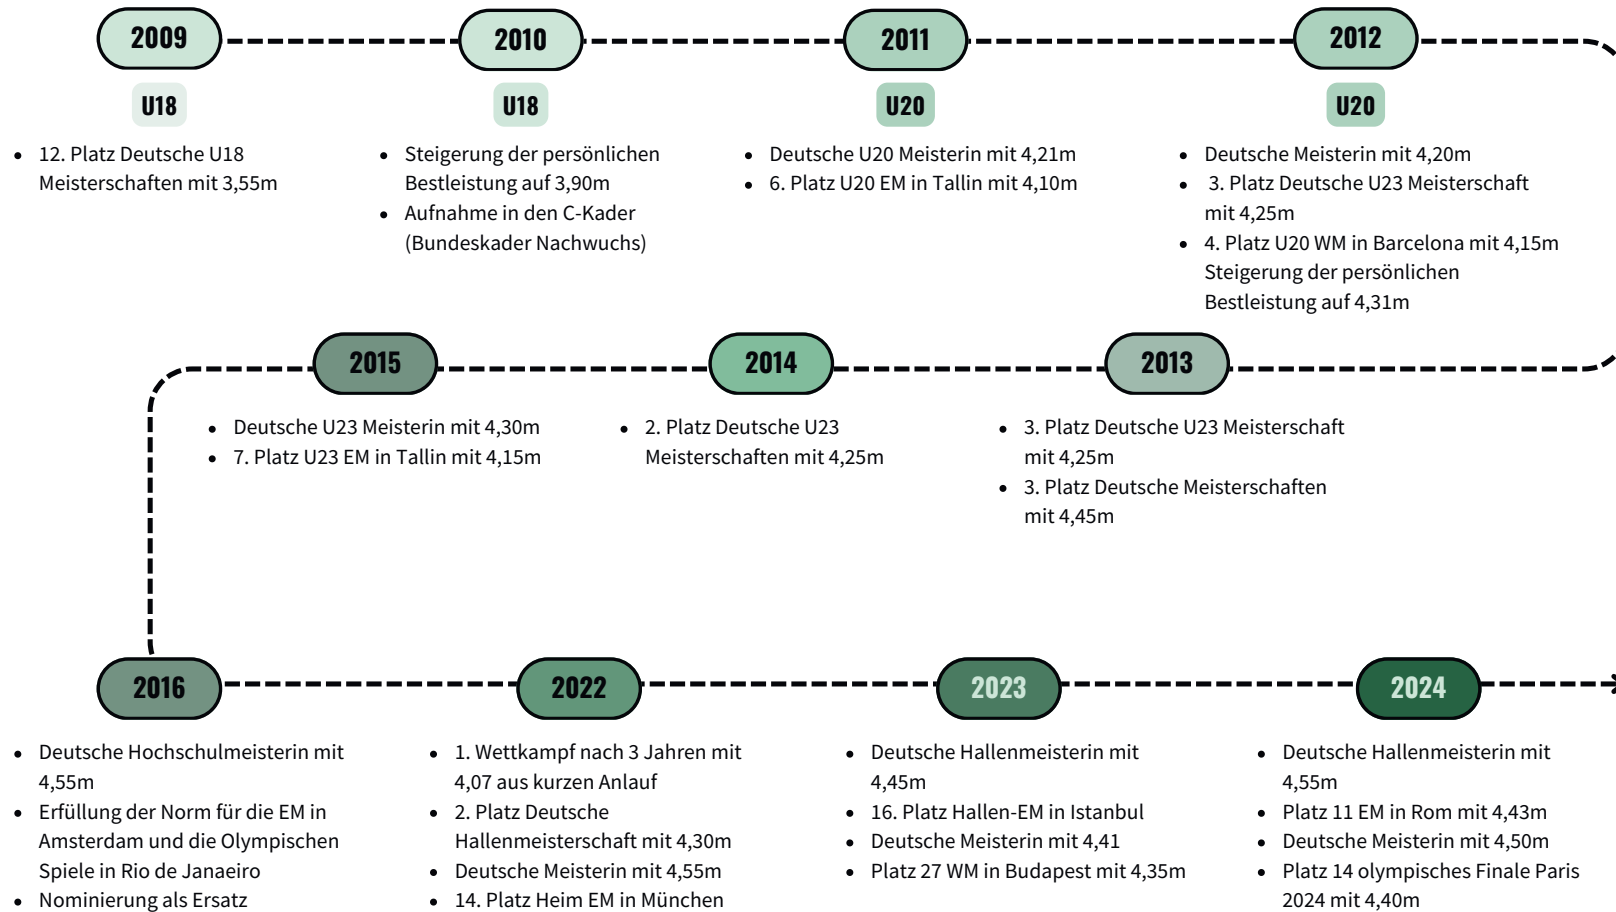 2009
U18
• 12. Platz Deutsche U18
Meisterschaften mit 3,55m
2010
U18
• Steigerung der persönlichen
Bestleistung auf 3,90m
• Aufnahme in den C-Kader
(Bundeskader Nachwuchs)
2011
U20
• Deutsche U20 Meisterin mit 4,21m
• 6. Platz U20 EM in Tallin mit 4,10m
2012
U20
• Deutsche Meisterin mit 4,20m
• 3. Platz Deutsche U23 Meisterschaft
mit 4,25m
• 4. Platz U20 WM in Barcelona mit 4,15m
Steigerung der persönlichen
Bestleistung auf 4,31m
2013
• 3. Platz Deutsche U23 Meisterschaft
mit 4,25m
• 3. Platz Deutsche Meisterschaften
mit 4,45m
2014
• 2. Platz Deutsche U23
Meisterschaften mit 4,25m
2015
• Deutsche U23 Meisterin mit 4,30m
• 7. Platz U23 EM in Tallin mit 4,15m
2016
• Deutsche Hochschulmeisterin mit
4,55m
• Erfüllung der Norm für die EM in
Amsterdam und die Olympischen
Spiele in Rio de Janaeiro
• Nominierung als Ersatz
2022
• 1. Wettkampf nach 3 Jahren mit
4,07 aus kurzen Anlauf
• 2. Platz Deutsche
Hallenmeisterschaft mit 4,30m
• Deutsche Meisterin mit 4,55m
• 14. Platz Heim EM in München
2023
• Deutsche Hallenmeisterin mit
4,45m
• 16. Platz Hallen-EM in Istanbul
• Deutsche Meisterin mit 4,41
• Platz 27 WM in Budapest mit 4,35m
2024
• Deutsche Hallenmeisterin mit
4,55m
• Platz 11 EM in Rom mit 4,43m
• Deutsche Meisterin mit 4,50m
• Platz 14 olympisches Finale Paris
2024 mit 4,40m